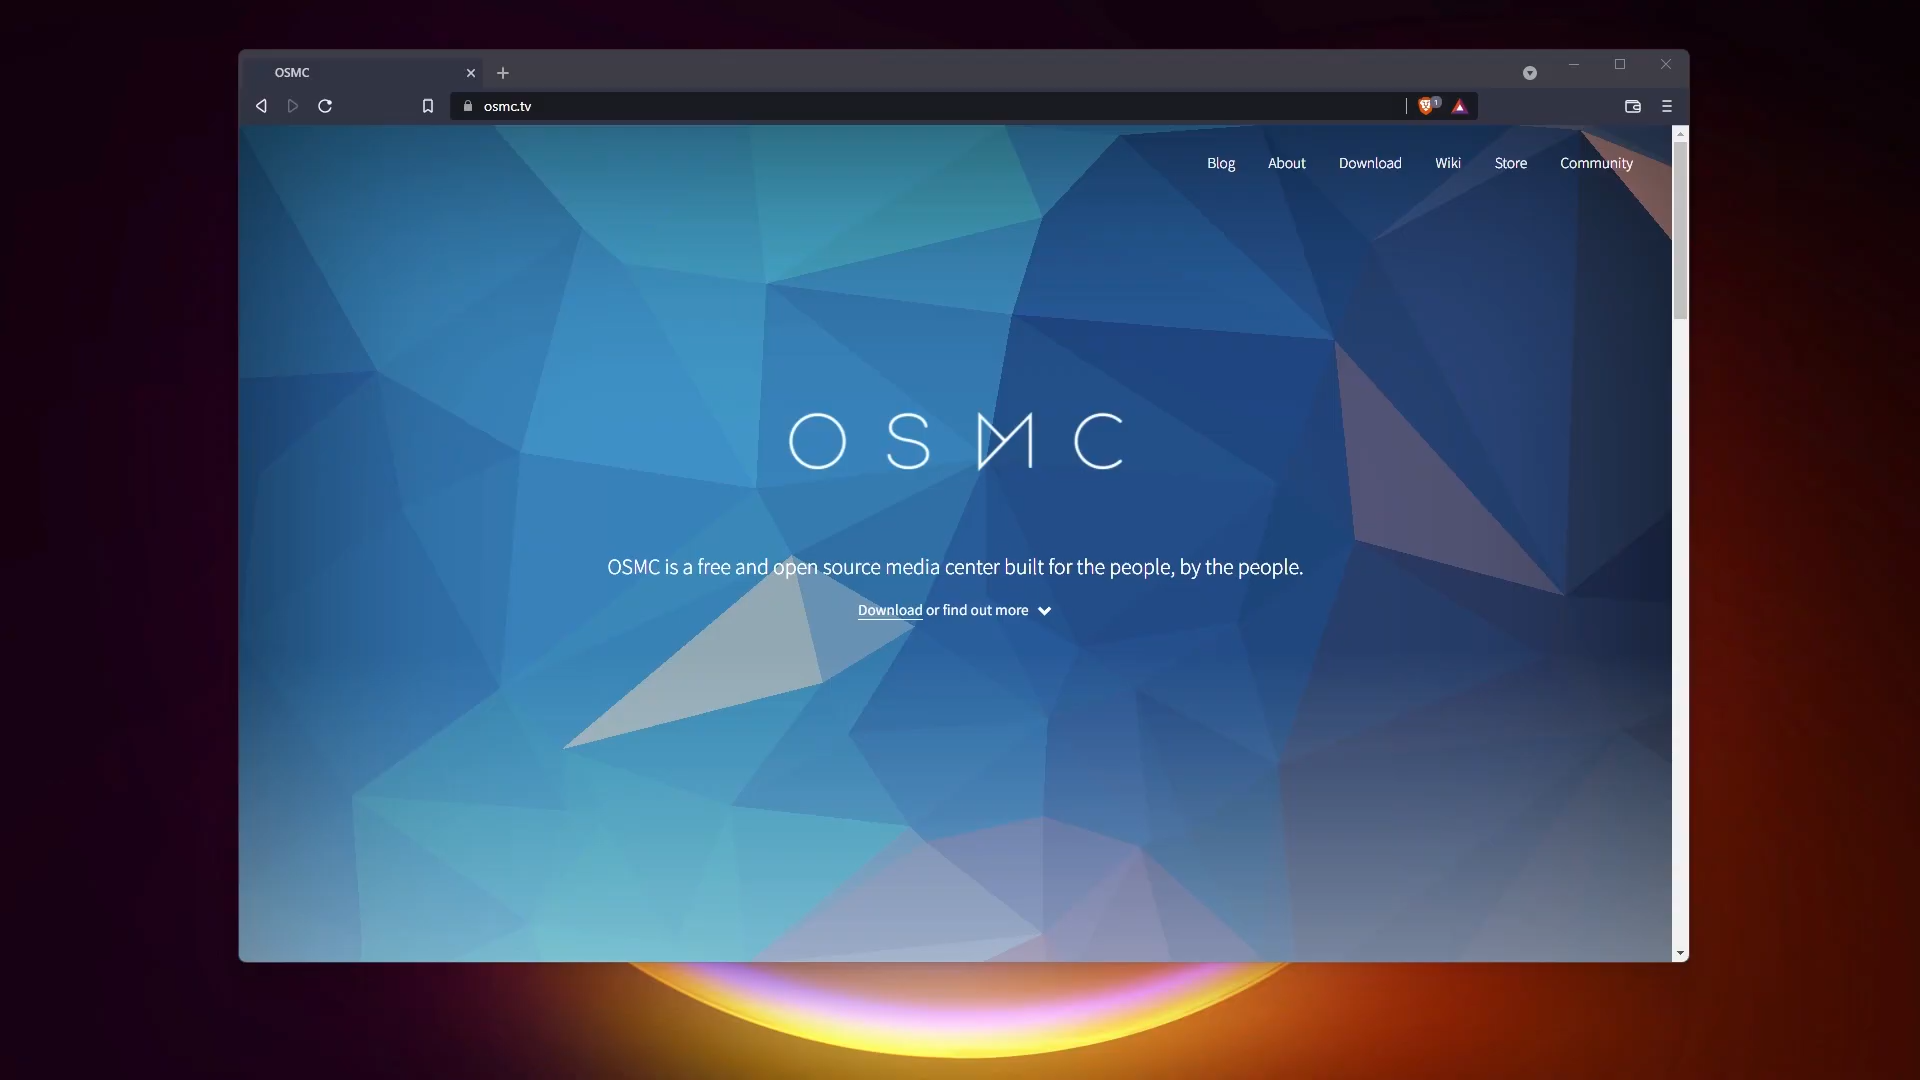 OSMC
osmc.tv
1
Blog About Download Wiki Store Community
OSMC
OSMC is a free and open source media center built for the people, by the people.
Download or find out more